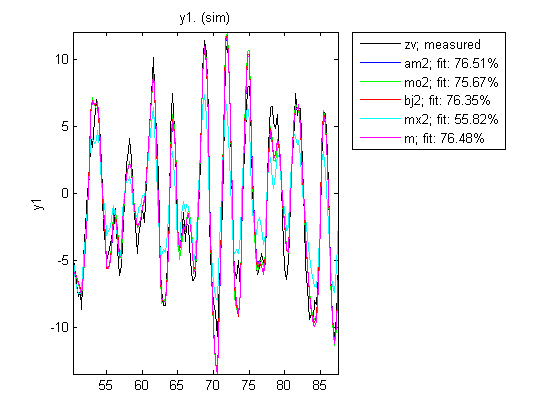 y1. (sim)
zv; measured
am2; fit: 76.51%
mo2; fit: 75.67%
bj2; fit: 76.35%
mx2; fit: 55.82%
m; fit: 76.48%
10
5
0
-5
-10
y1
55 60 65 70 75 80 85